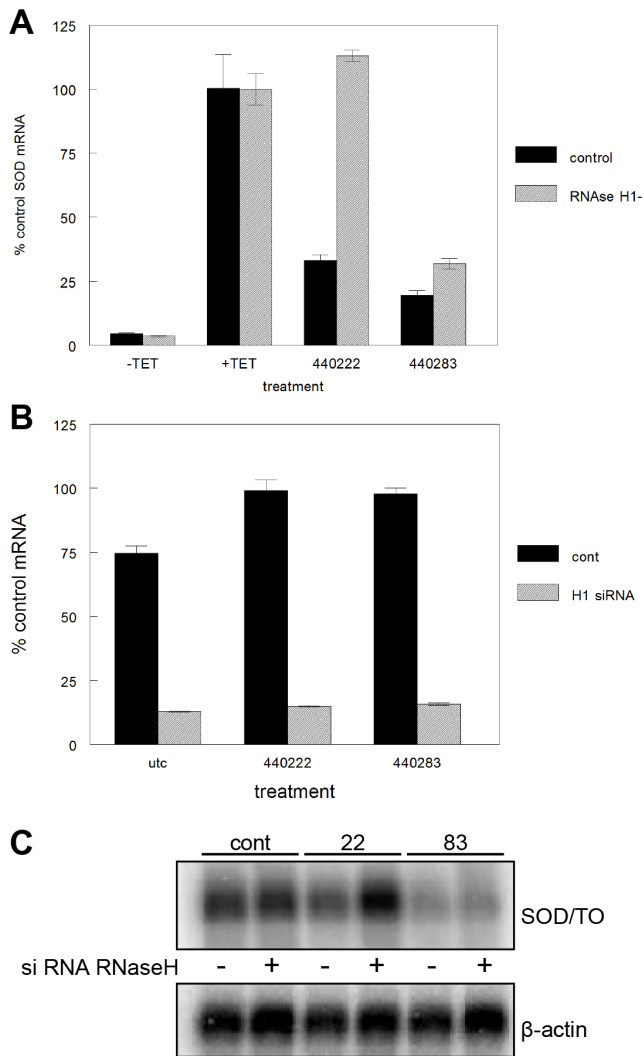 A
125
100
75
50
25
0
% control SOD mRNA
-TET
+TET
440222
440283
treatment
control
RNAse H1-
B
125
100
75
50
25
0
% control mRNA
utc
440222
440283
treatment
cont
H1 siRNA
C
cont 22 83
SOD/TO
si RNA RNaseH - + - + - +
β-actin